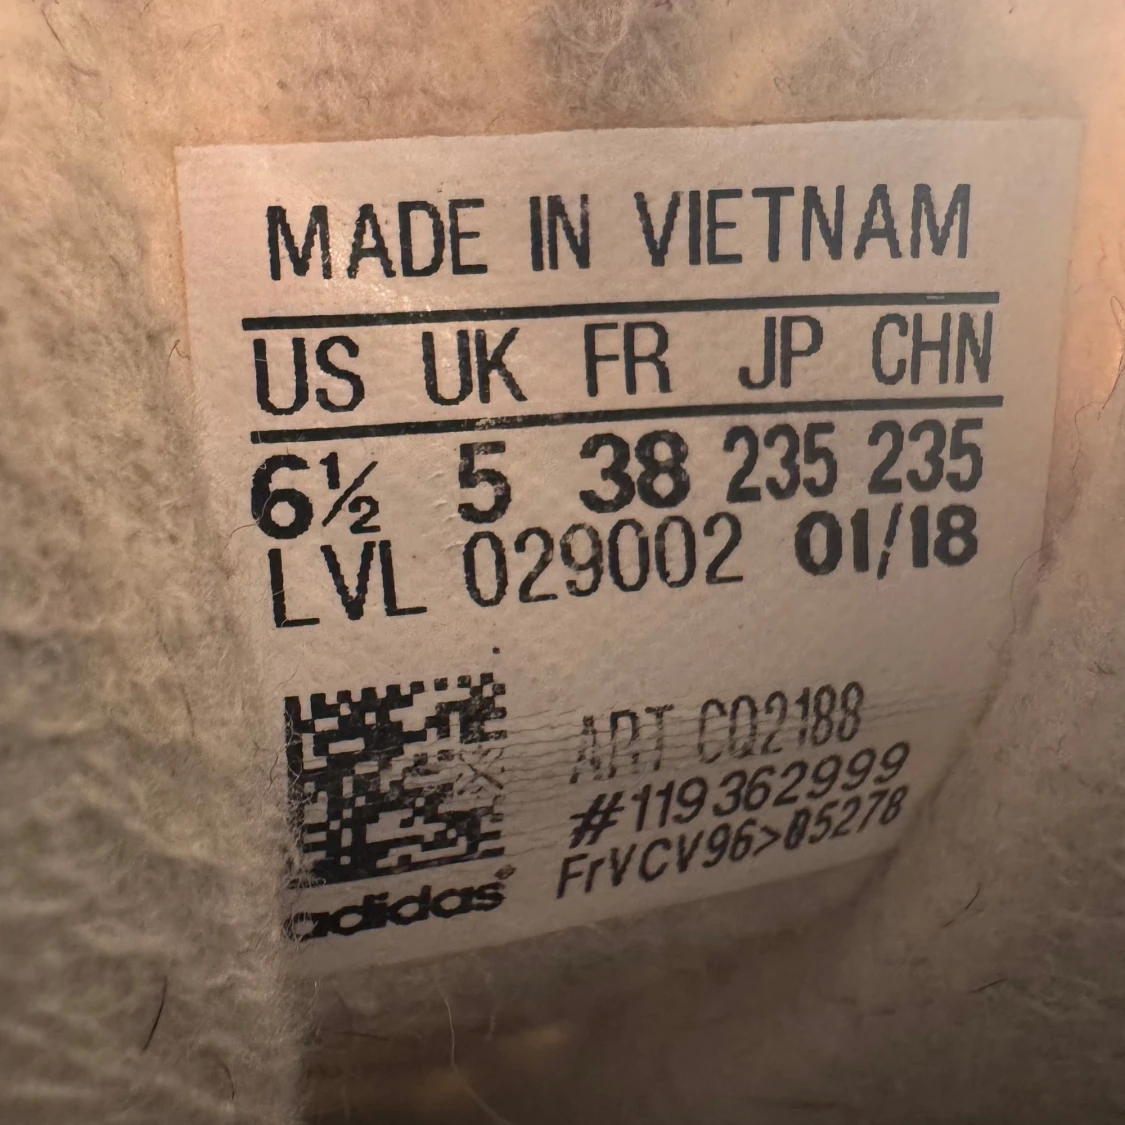 MADE IN VIETNAM
US UK FR JP CHN
6½ 5 38 235 235
LVL 029002 01/18
ART CQ2188
#119362999
FrVCV96>05278
adidas®